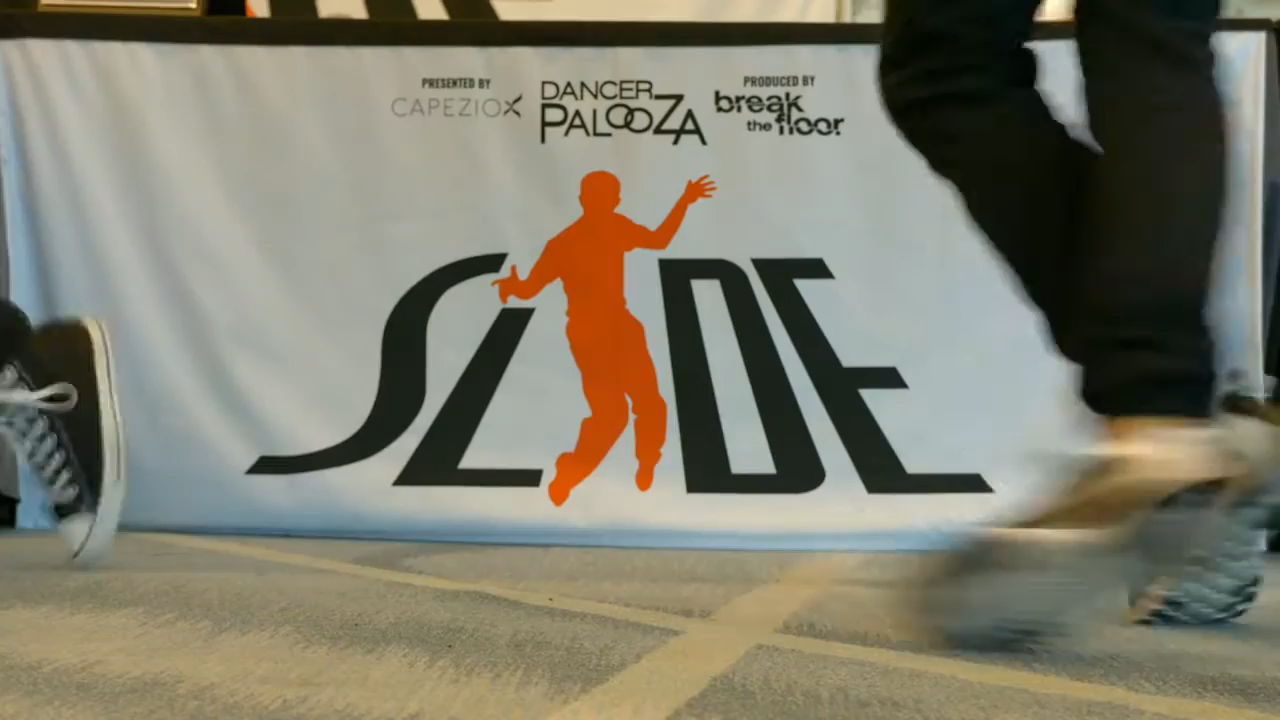 PRESENTED BY
CAPEZIO
DANCER
PALOOZA
PRODUCED BY
break
the floor
SLIDE